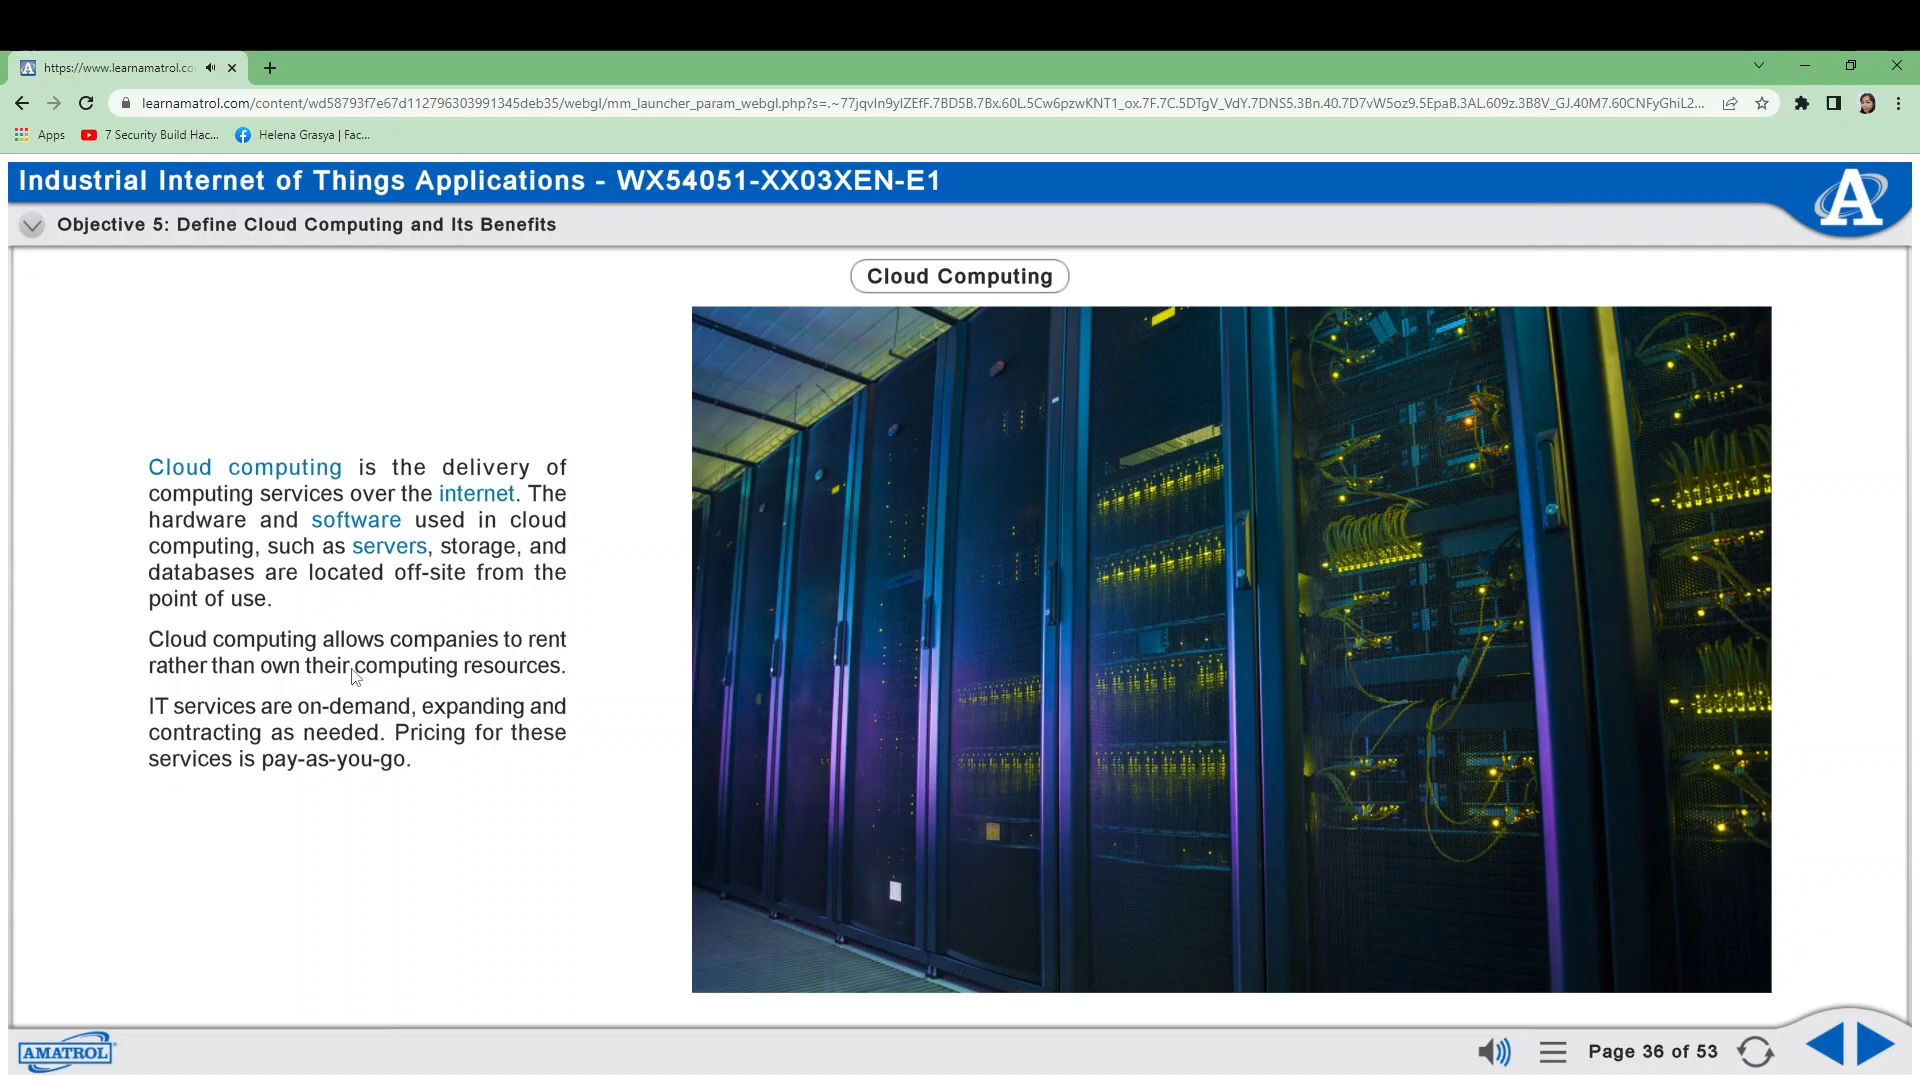 https://www.learnamatrol.co
learnamatrol.com/content/wd58793f7e67d112796303991345deb35/webgl/mm_launcher_param_webgl.php?s=.~77jqvIn9yIZEfF.7BD5B.7Bx.60L.5Cw6pzwKNT1_ox.7F.7C.5DTgV_VdY.7DNS5.3Bn.40.7D7vW5oz9.5EpaB.3AL.609z.3B8V_GJ.40M7.60CNFyGhiL2...
Apps 7 Security Build Hac... Helena Grasya | Fac...
Industrial Internet of Things Applications - WX54051-XX03XEN-E1
A
Objective 5: Define Cloud Computing and Its Benefits
Cloud Computing
Cloud computing is the delivery of
computing services over the internet. The
hardware and software used in cloud
computing, such as servers, storage, and
databases are located off-site from the
point of use.
Cloud computing allows companies to rent
rather than own their computing resources.
IT services are on-demand, expanding and
contracting as needed. Pricing for these
services is pay-as-you-go.
AMATROL
Page 36 of 53